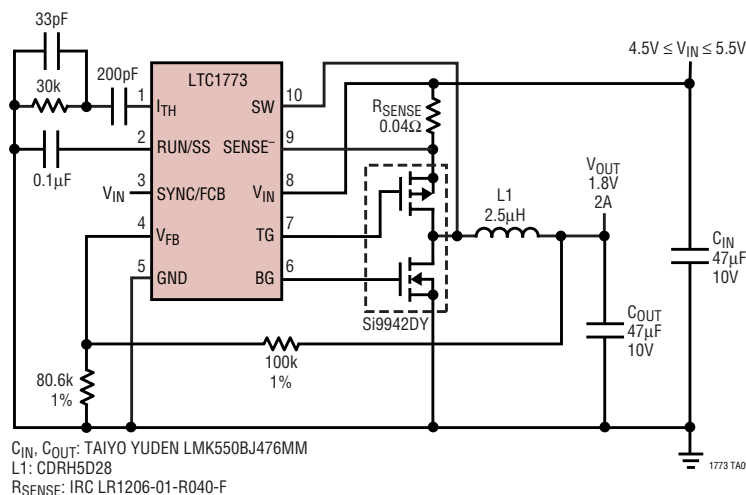 33pF
30k
200pF
0.1µF
LTC1773
1
ITH
2
RUN/SS
VIN
3
SYNC/FCB
4
VFB
5
GND
10
SW
9
SENSE–
8
VIN
7
TG
6
BG
RSENSE
0.04Ω
4.5V ≤ VIN ≤ 5.5V
L1
2.5µH
VOUT
1.8V
2A
Si9942DY
CIN
47µF
10V
COUT
47µF
10V
100k
1%
80.6k
1%
CIN, COUT: TAIYO YUDEN LMK550BJ476MM
L1: CDRH5D28
RSENSE: IRC LR1206-01-R040-F
1773 TA0